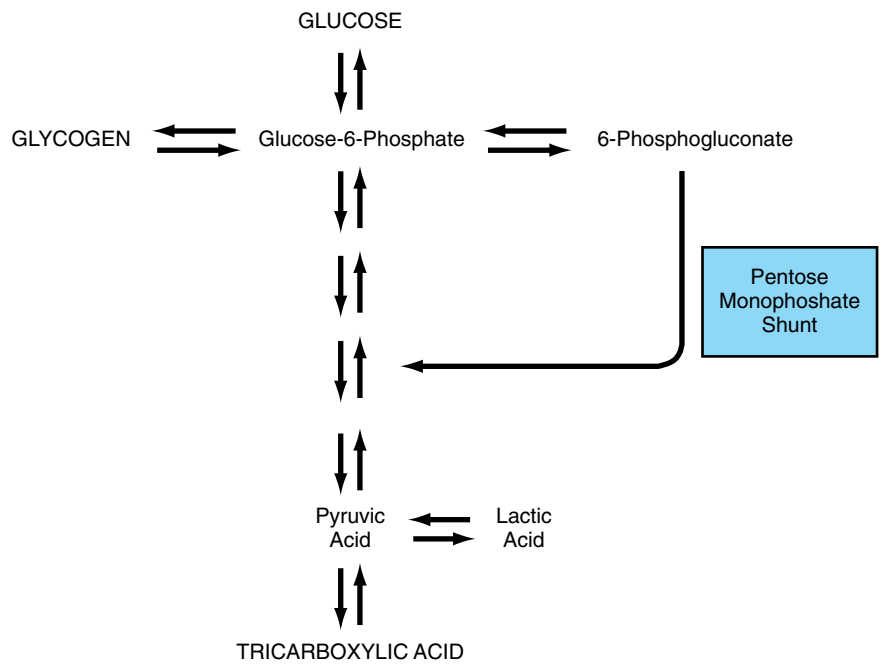 GLUCOSE
GLYCOGEN
Glucose-6-Phosphate
6-Phosphogluconate
Pentose
Monophoshate
Shunt
Pyruvic
Acid
Lactic
Acid
TRICARBOXYLIC ACID